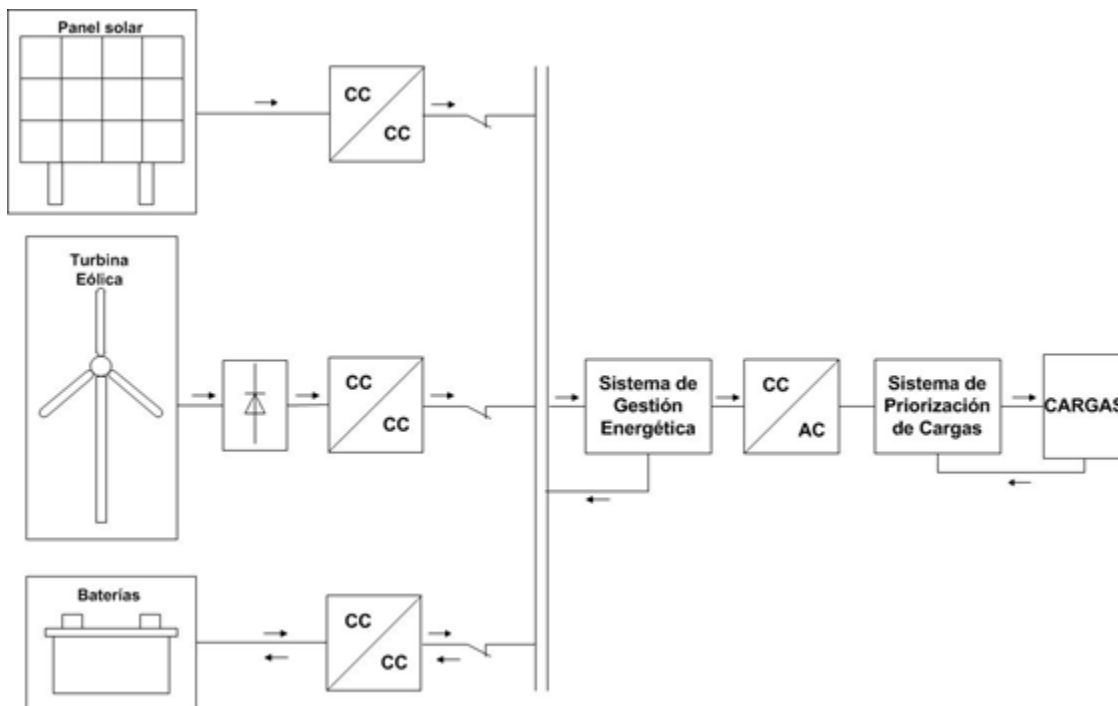 Panel solar
CC
CC
Turbina
Eólica
CC
CC
Sistema de
Gestión
Energética
CC
AC
Sistema de
Priorización
de Cargas
CARGAS
Baterías
CC
CC